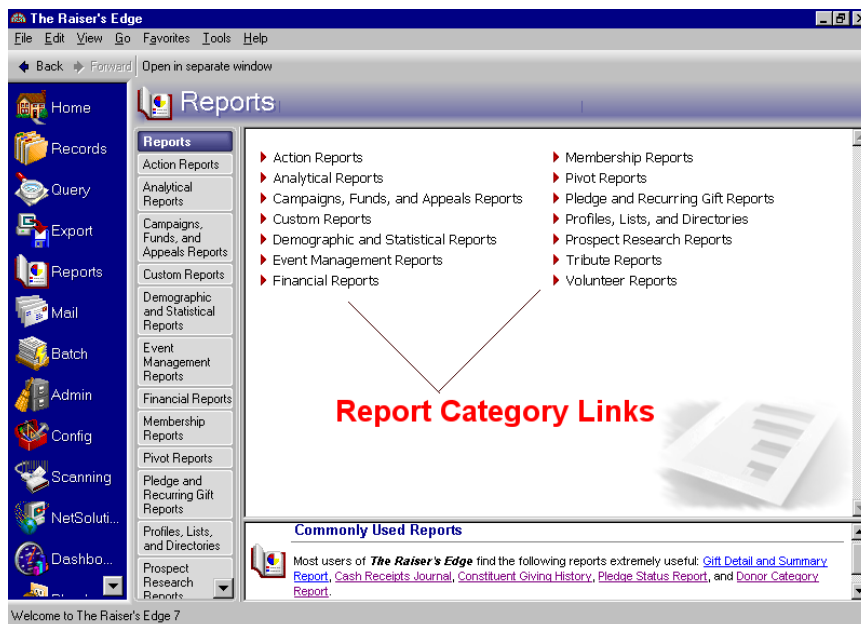 The Raiser's Edge
File Edit View Go Favorites Tools Help
Back Forward Open in separate window
Home
Records
Query
Export
Reports
Mail
Batch
Admin
Config
Scanning
NetSoluti...
Dashbo...
Reports
Reports
Action Reports
Analytical
Reports
Campaigns,
Funds, and
Appeals Reports
Custom Reports
Demographic
and Statistical
Reports
Event
Management
Reports
Financial Reports
Membership
Reports
Pivot Reports
Pledge and
Recurring Gift
Reports
Profiles, Lists,
and Directories
Prospect
Research
Reports
Action Reports
Analytical Reports
Campaigns, Funds, and Appeals Reports
Custom Reports
Demographic and Statistical Reports
Event Management Reports
Financial Reports
Membership Reports
Pivot Reports
Pledge and Recurring Gift Reports
Profiles, Lists, and Directories
Prospect Research Reports
Tribute Reports
Volunteer Reports
Report Category Links
Commonly Used Reports
Most users of The Raiser's Edge find the following reports extremely useful: Gift Detail and Summary
Report, Cash Receipts Journal, Constituent Giving History, Pledge Status Report, and Donor Category
Report.
Welcome to The Raiser's Edge 7